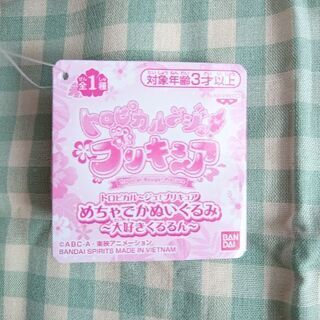 全1種
対象年齢3才以上
トロピカル〜ジュ!
プリキュア
トロピカル〜ジュ!プリキュア
めちゃでかぬいぐるみ
〜大好きくるるん〜
©ABC-A・東映アニメーション
BANDAI SPIRITS MADE IN VIETNAM
BAN
DAI